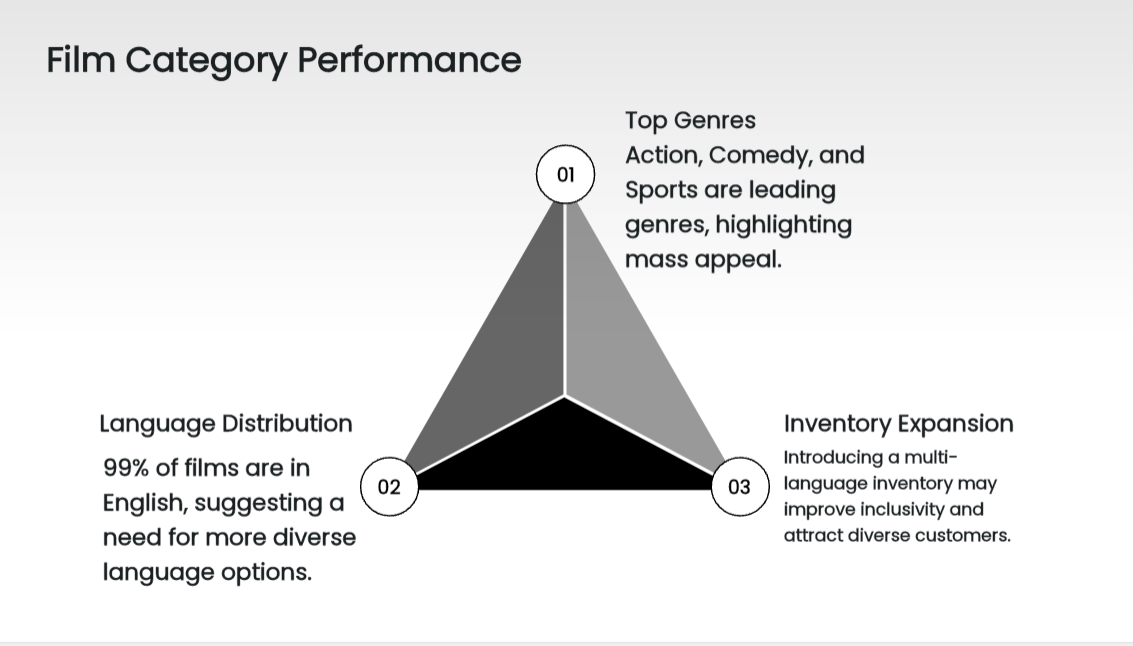 Film Category Performance
01
Top Genres
Action, Comedy, and
Sports are leading
genres, highlighting
mass appeal.
Language Distribution
99% of films are in
English, suggesting a
need for more diverse
language options.
02
03
Inventory Expansion
Introducing a multi-
language inventory may
improve inclusivity and
attract diverse customers.